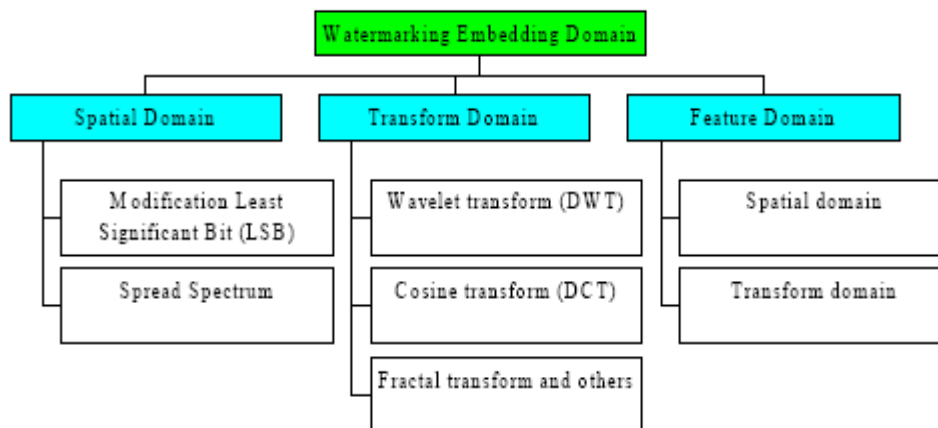 Watermarking Embedding Domain
Spatial Domain
Modification Least
Significant Bit (LSB)
Spread Spectrum
Transform Domain
Wavelet transform (DWT)
Cosine transform (DCT)
Fractal transform and others
Feature Domain
Spatial domain
Transform domain